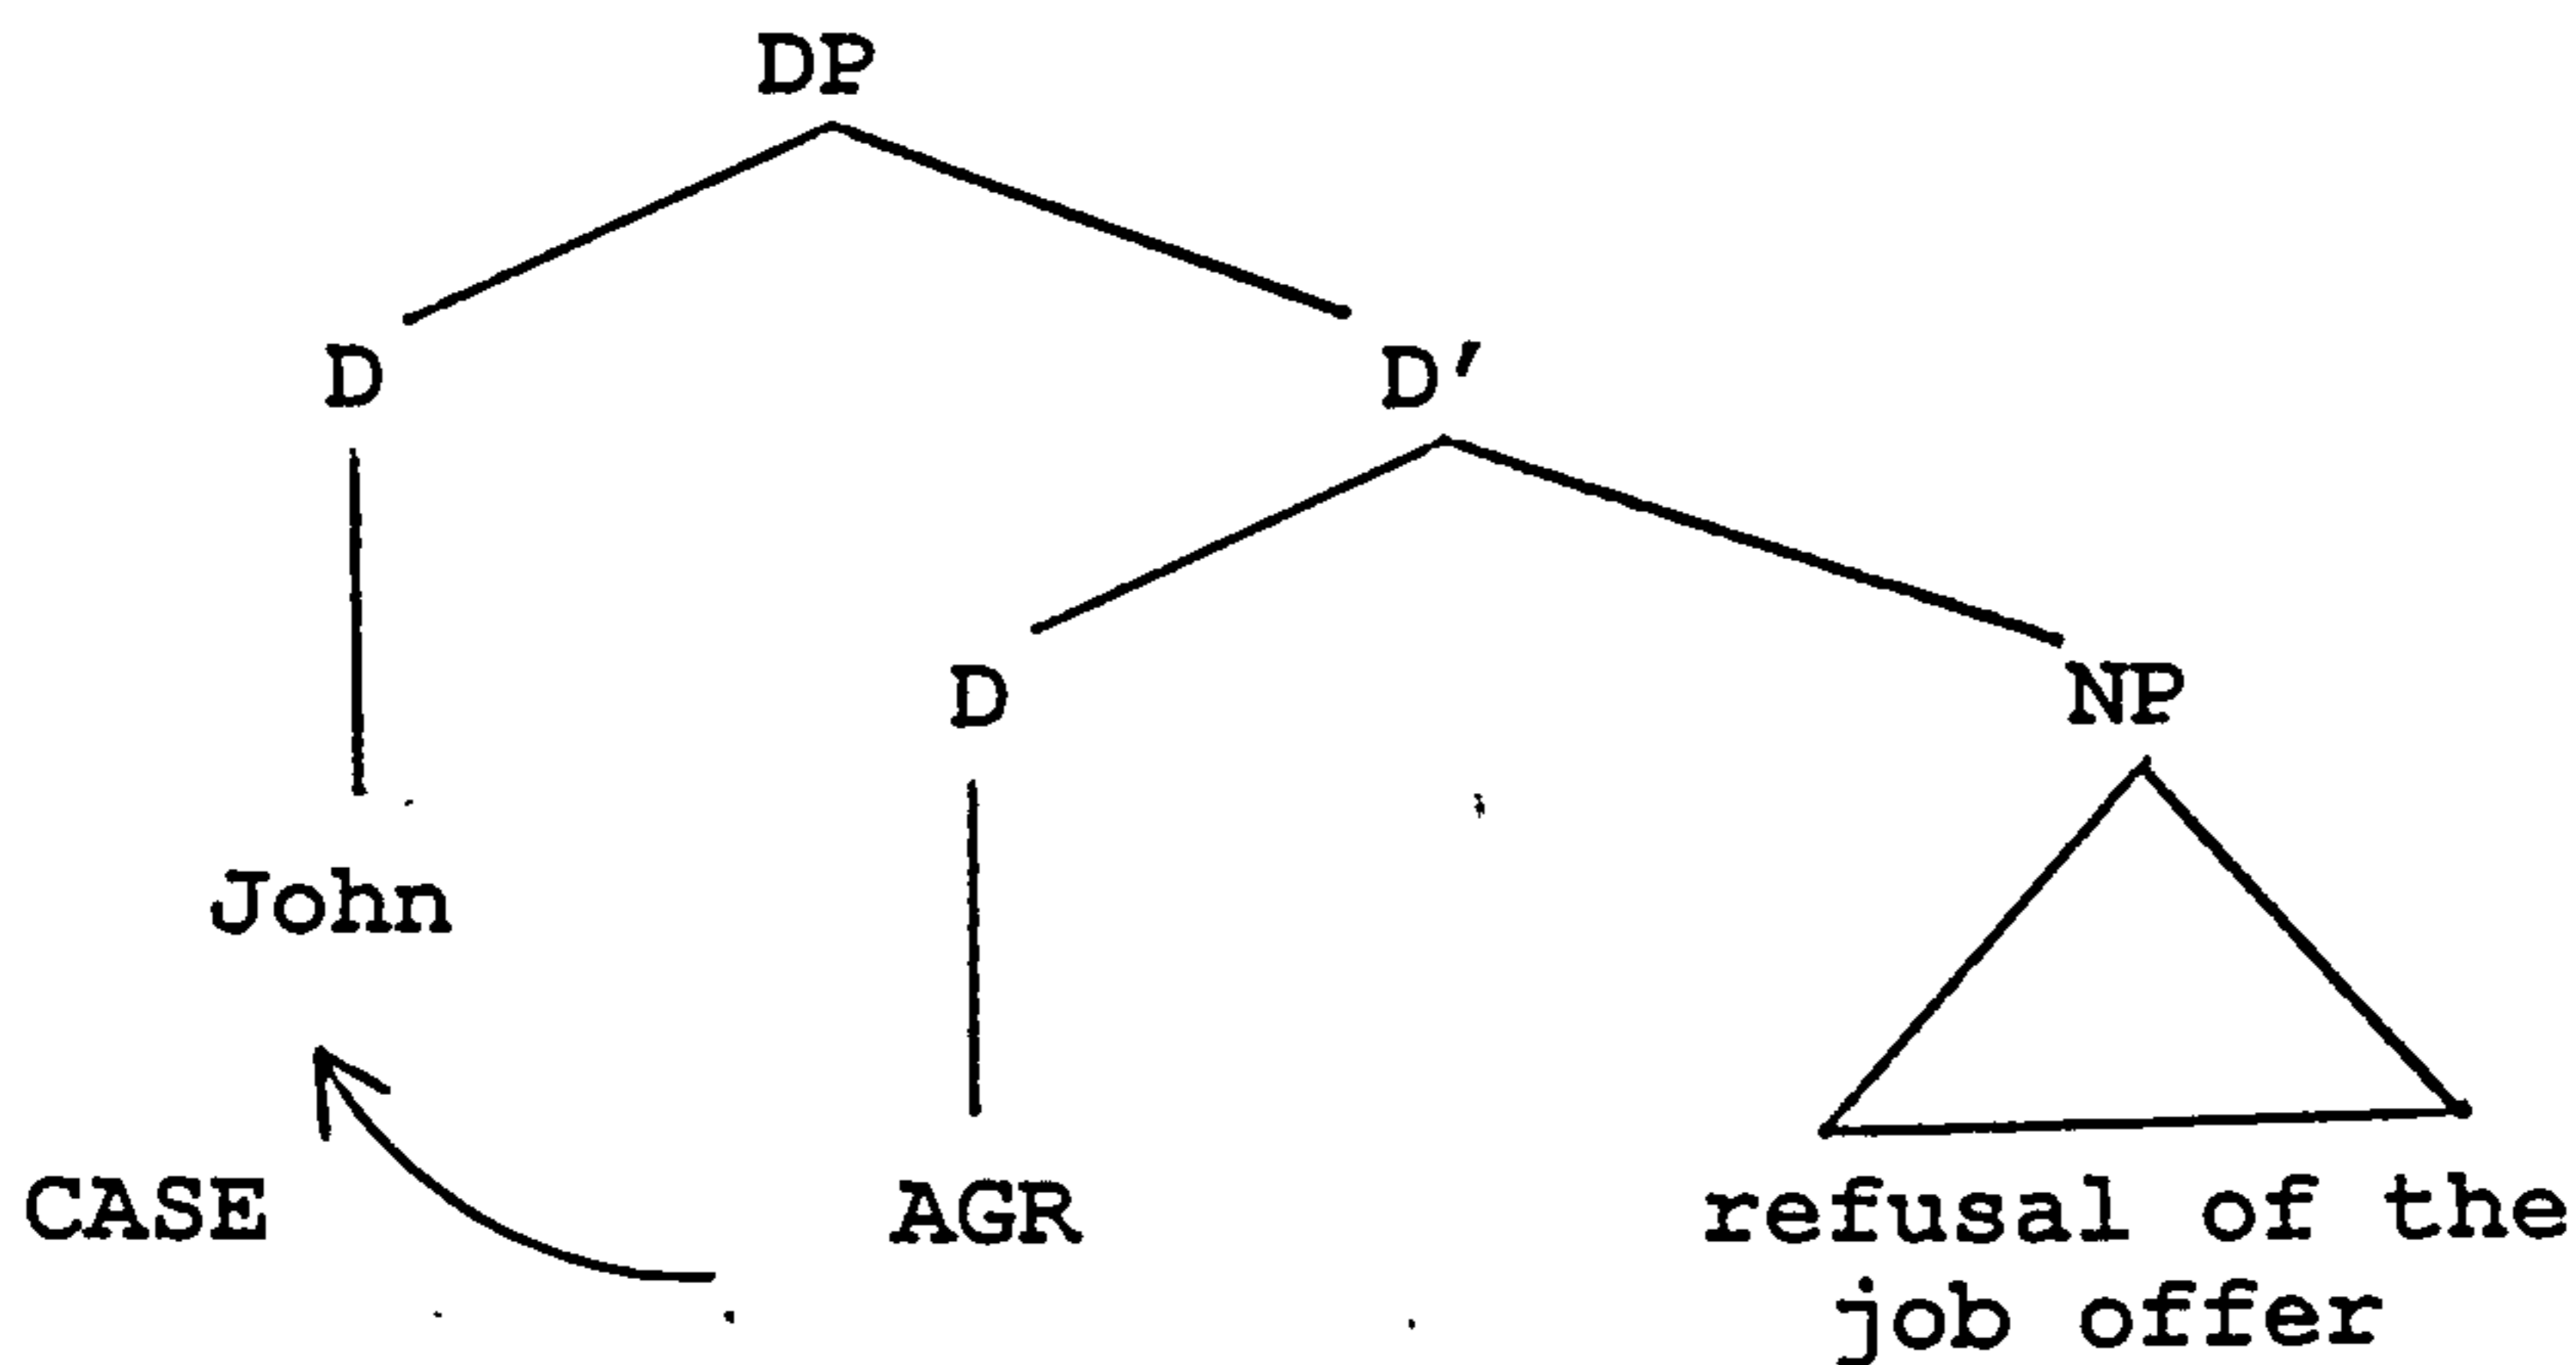 DP
D
D'
D
NP
John
CASE
AGR
refusal of the
job offer